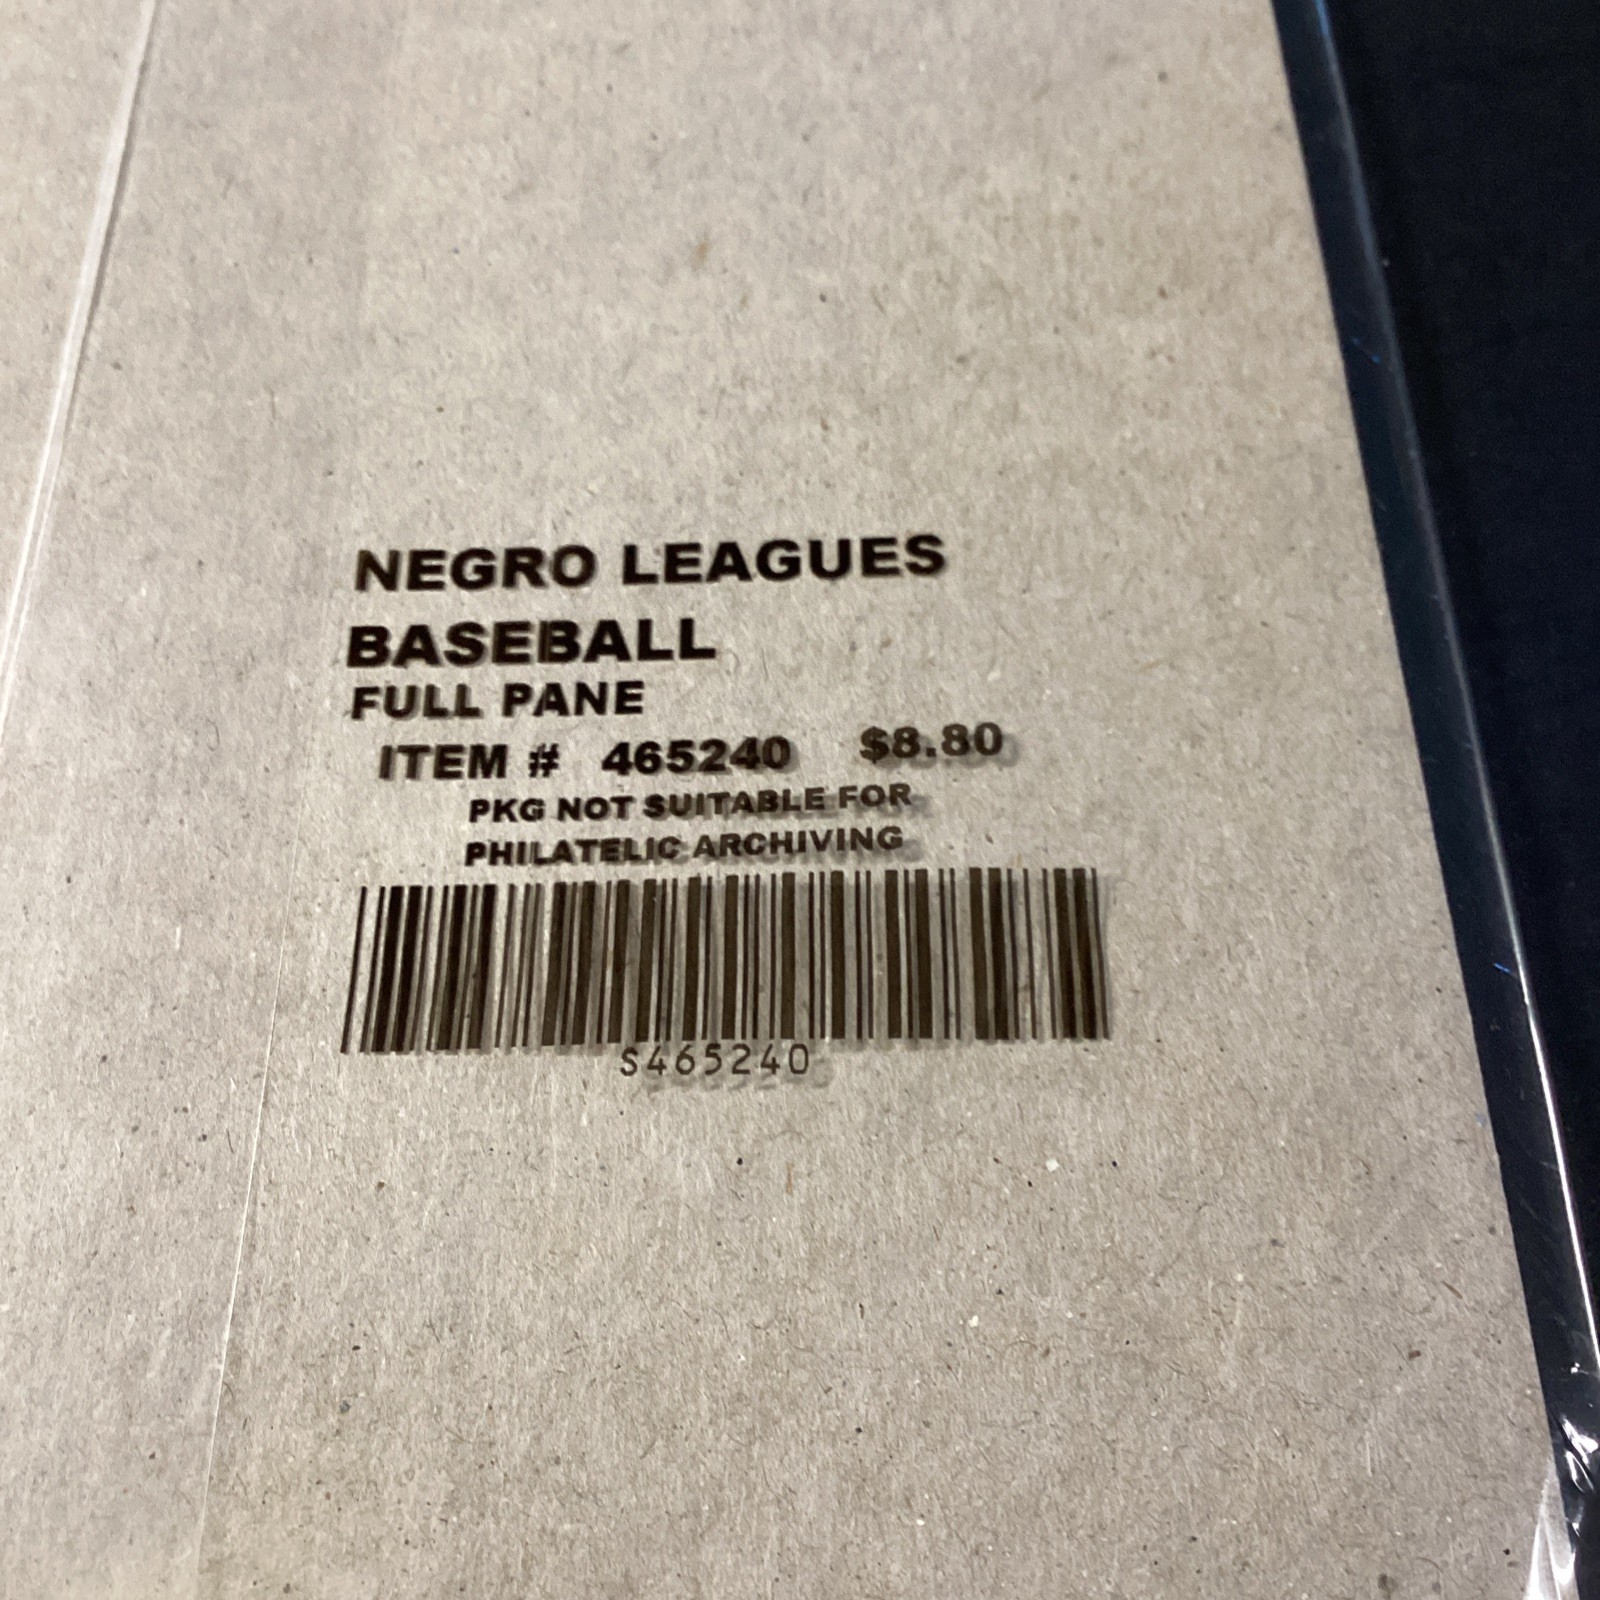 NEGRO LEAGUES
BASEBALL
FULL PANE
ITEM # 465240 $8.80
PKG NOT SUITABLE FOR
PHILATELIC ARCHIVING
S465240